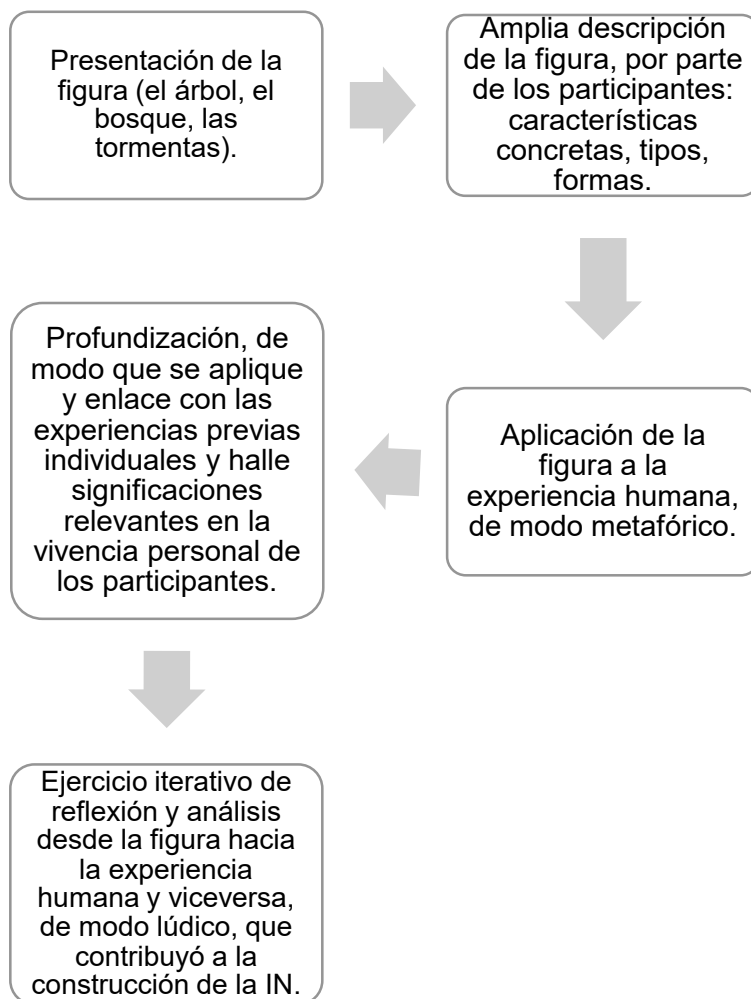 Presentación de la
figura (el árbol, el
bosque, las
tormentas).
Amplia descripción
de la figura, por parte
de los participantes:
características
concretas, tipos,
formas.
Aplicación de la
figura a la
experiencia humana,
de modo metafórico.
Profundización, de
modo que se aplique
y enlace con las
experiencias previas
individuales y halle
significaciones
relevantes en la
vivencia personal de
los participantes.
Ejercicio iterativo de
reflexión y análisis
desde la figura hacia
la experiencia
humana y viceversa,
de modo lúdico, que
contribuyó a la
construcción de la IN.